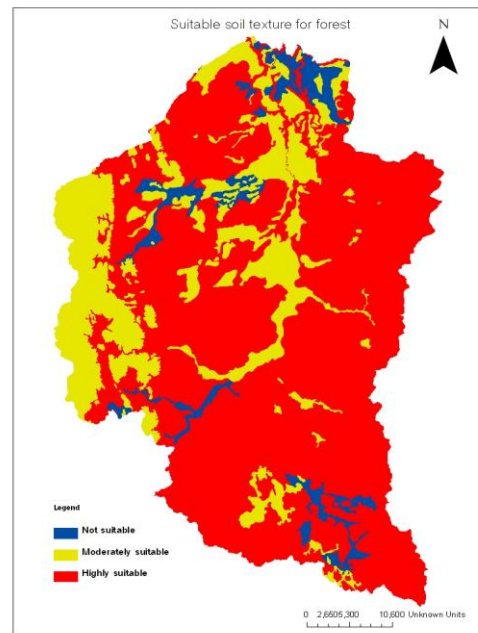 Suitable soil texture for forest
N
Legend
Not suitable
Moderately suitable
Highly suitable
0 2,6505,300 10,600 Unknown Units